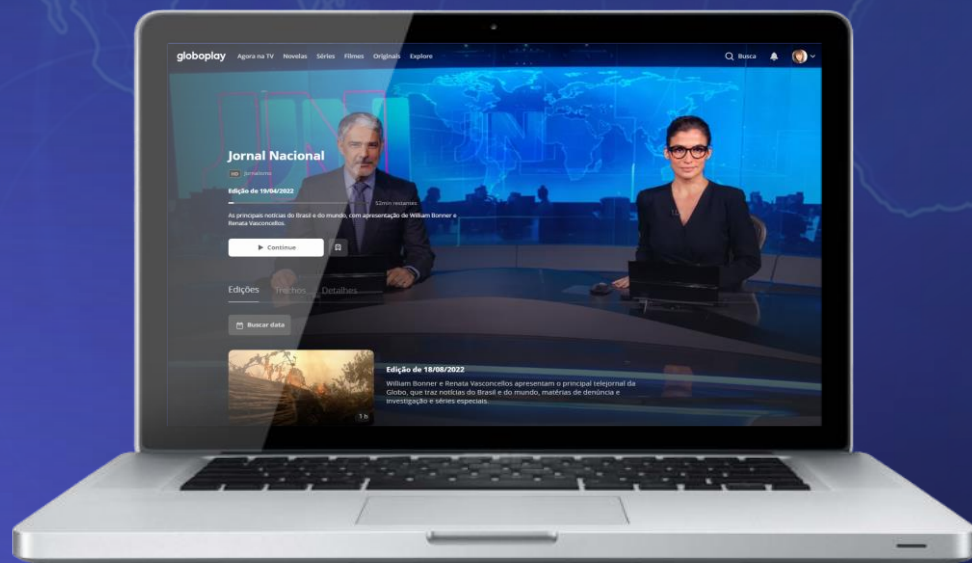 globoplay Agora na TV Novelas Séries Filmes Originais Explore Busca
JN
JN
Jornal Nacional
Jornalismo
Edição de 19/04/2022
52min restantes
As principais notícias do Brasil e do mundo, com apresentação de William Bonner e
Renata Vasconcellos.
Continue
Edições Trechos Detalhes
Buscar data
Edição de 18/08/2022
William Bonner e Renata Vasconcellos apresentam o principal telejornal da
Globo, que traz notícias do Brasil e do mundo, matérias de denúncia e
investigação e séries especiais.
1 h